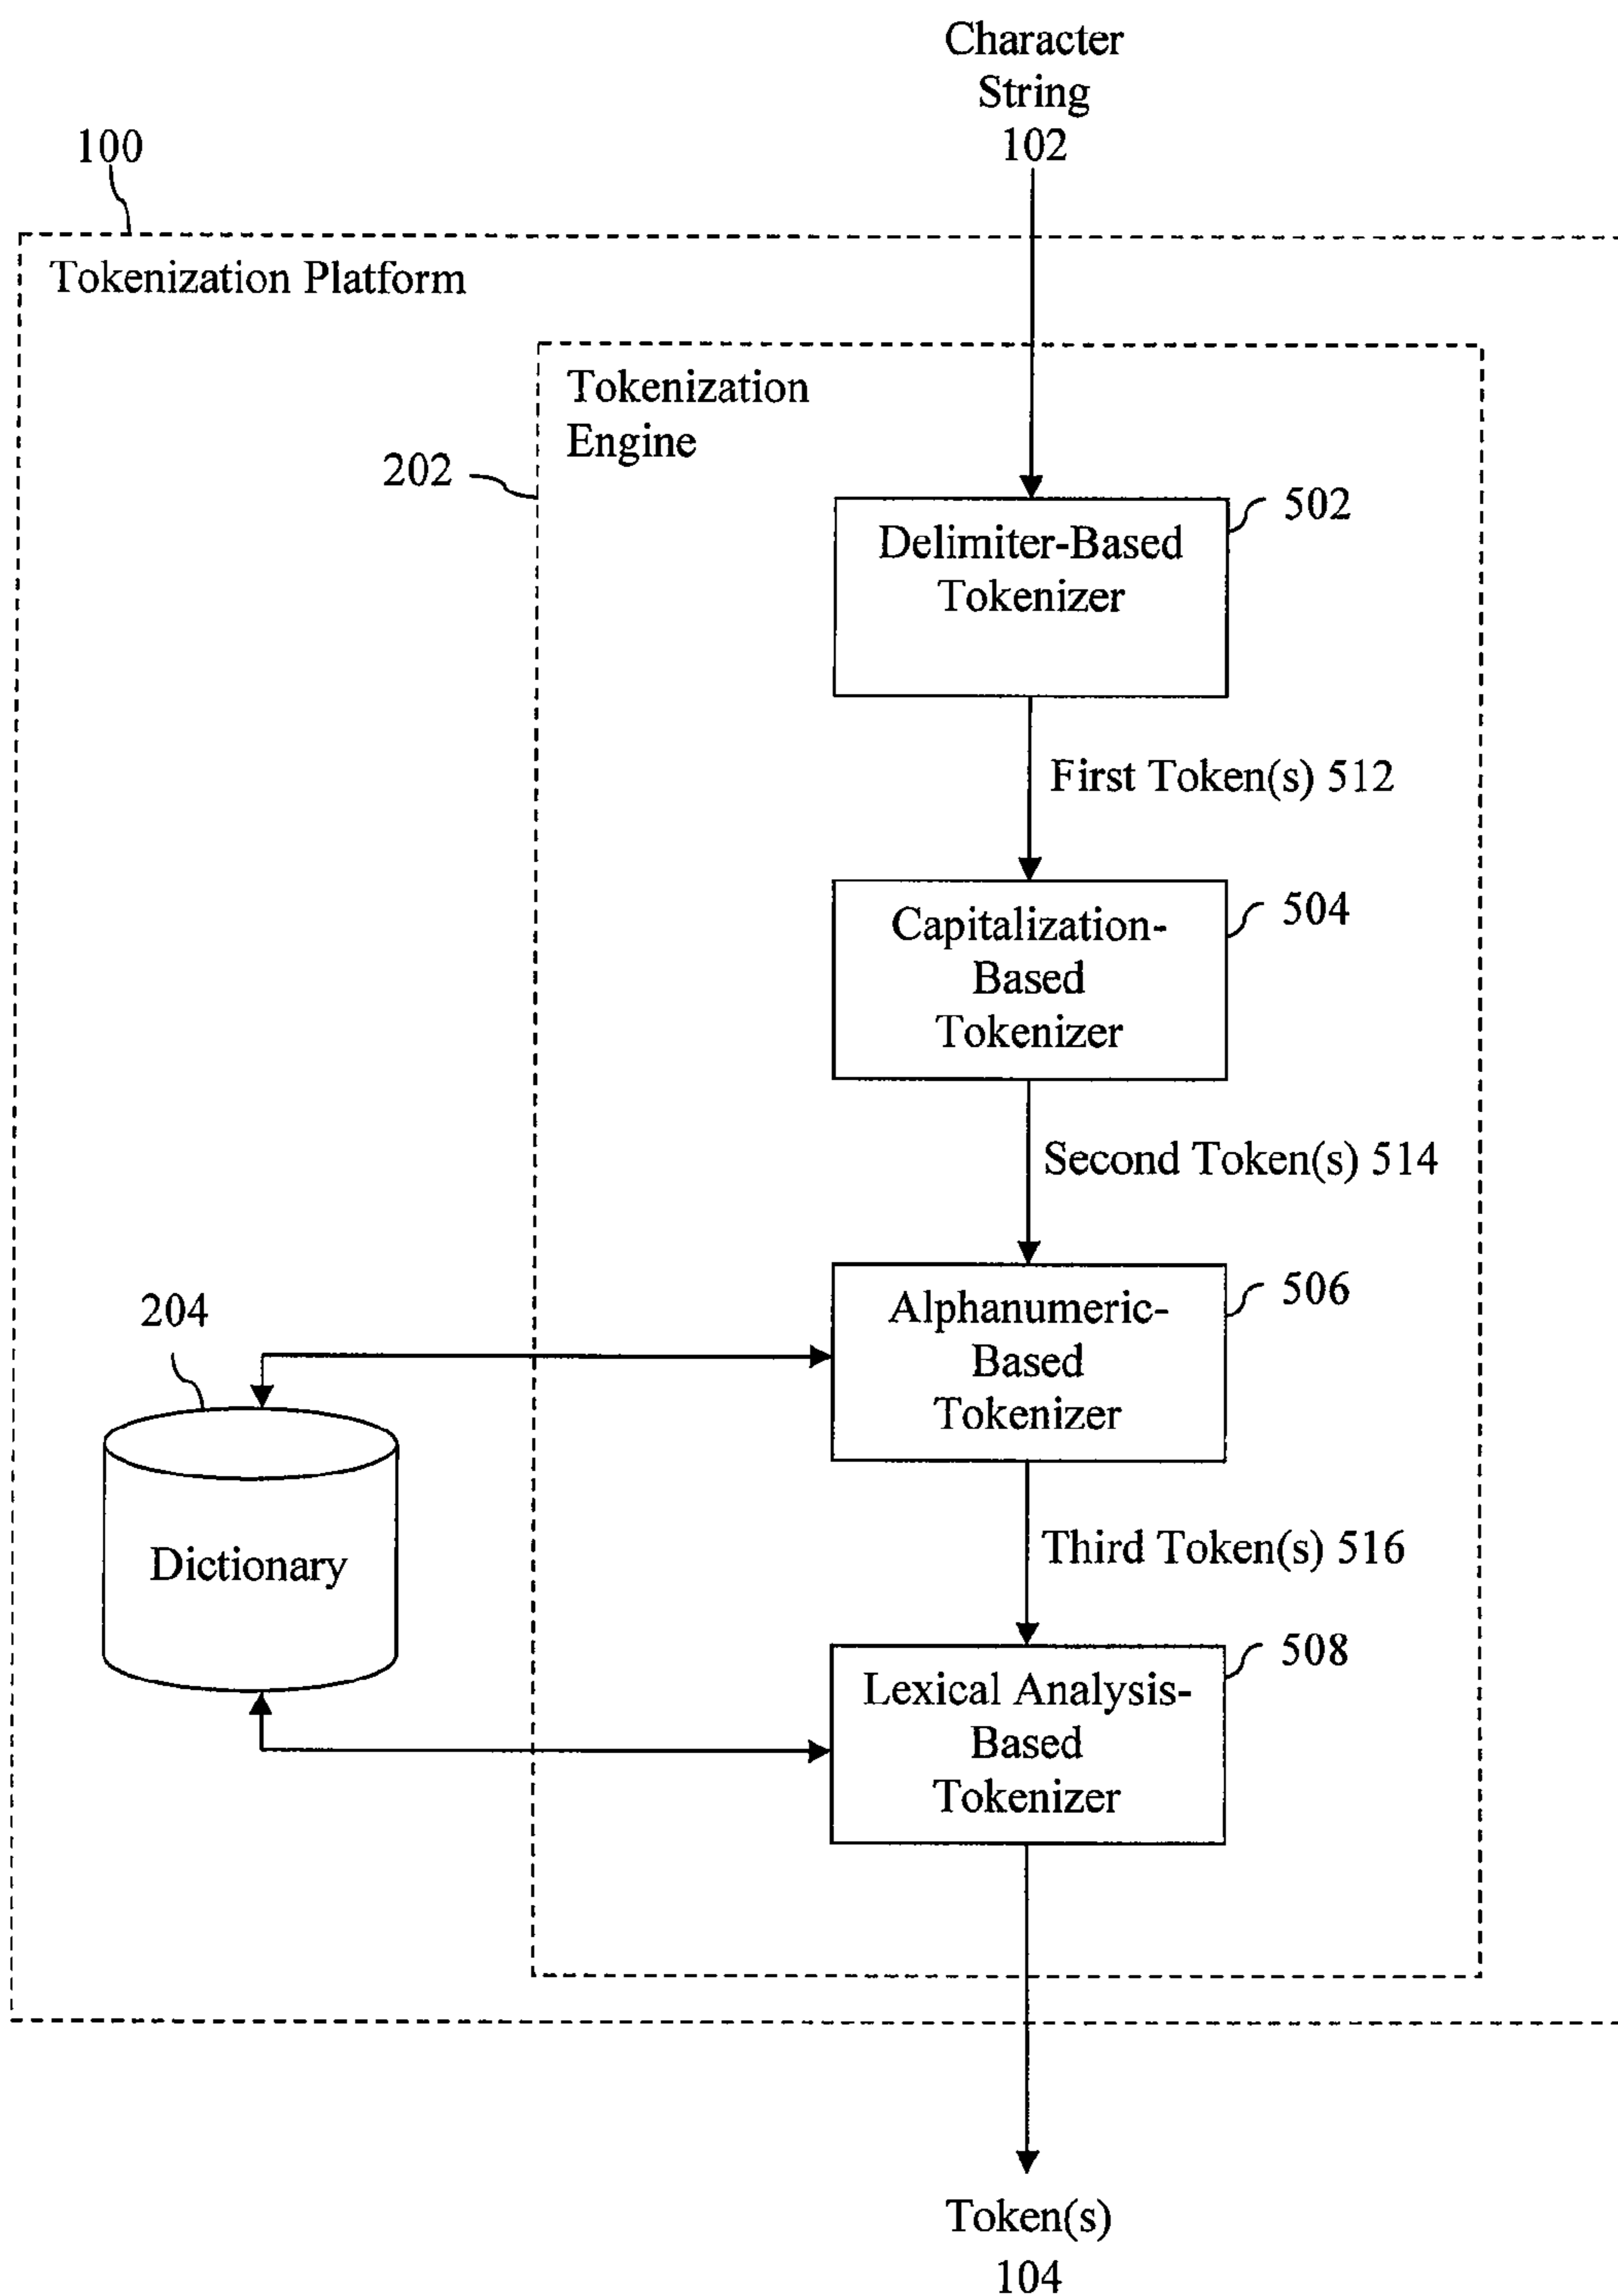 Character
String
102
100
Tokenization Platform
Tokenization
Engine
202
Delimiter-Based
Tokenizer
502
First Token(s) 512
Capitalization-
Based
Tokenizer
504
Second Token(s) 514
Alphanumeric-
Based
Tokenizer
506
204
Dictionary
Third Token(s) 516
Lexical Analysis-
Based
Tokenizer
508
Token(s)
104